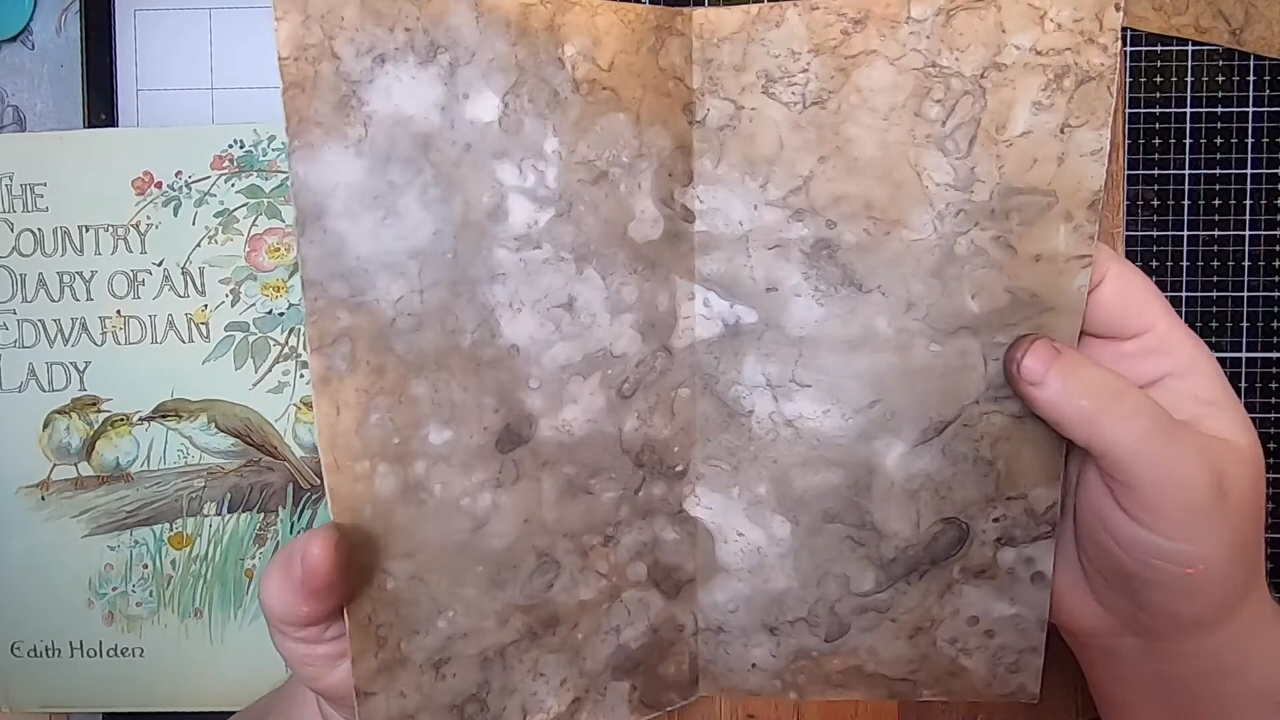 THE
COUNTRY
DIARY OF AN
EDWARDIAN
LADY
Edith Holden